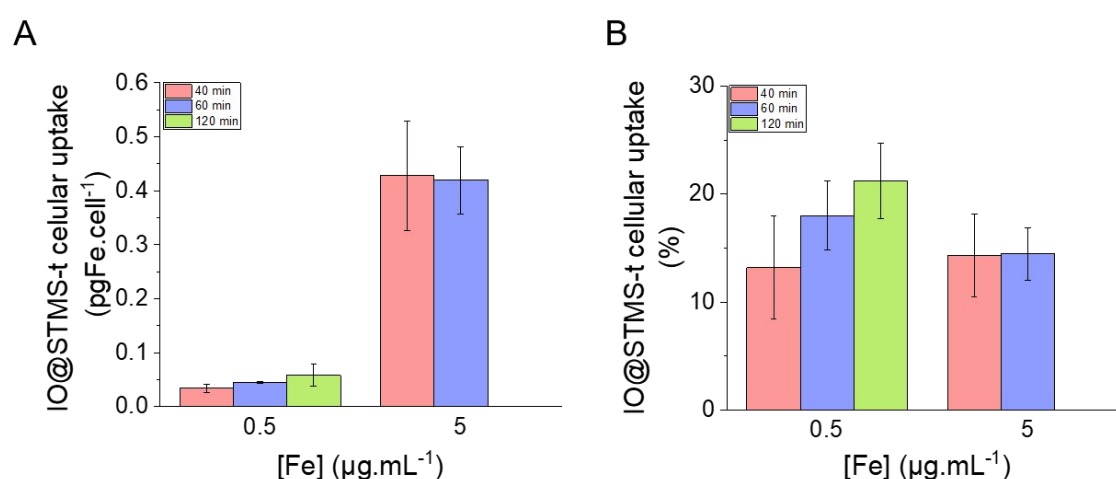 A
IO@STMS-t celular uptake
(pgFe.cell⁻¹)
0.6
0.5
0.4
0.3
0.2
0.1
0.0
40 min
60 min
120 min
0.5
5
[Fe] (µg.mL⁻¹)
B
IO@STMS-t cellular uptake
(%)
30
20
10
0
40 min
60 min
120 min
0.5
5
[Fe] (µg.mL⁻¹)